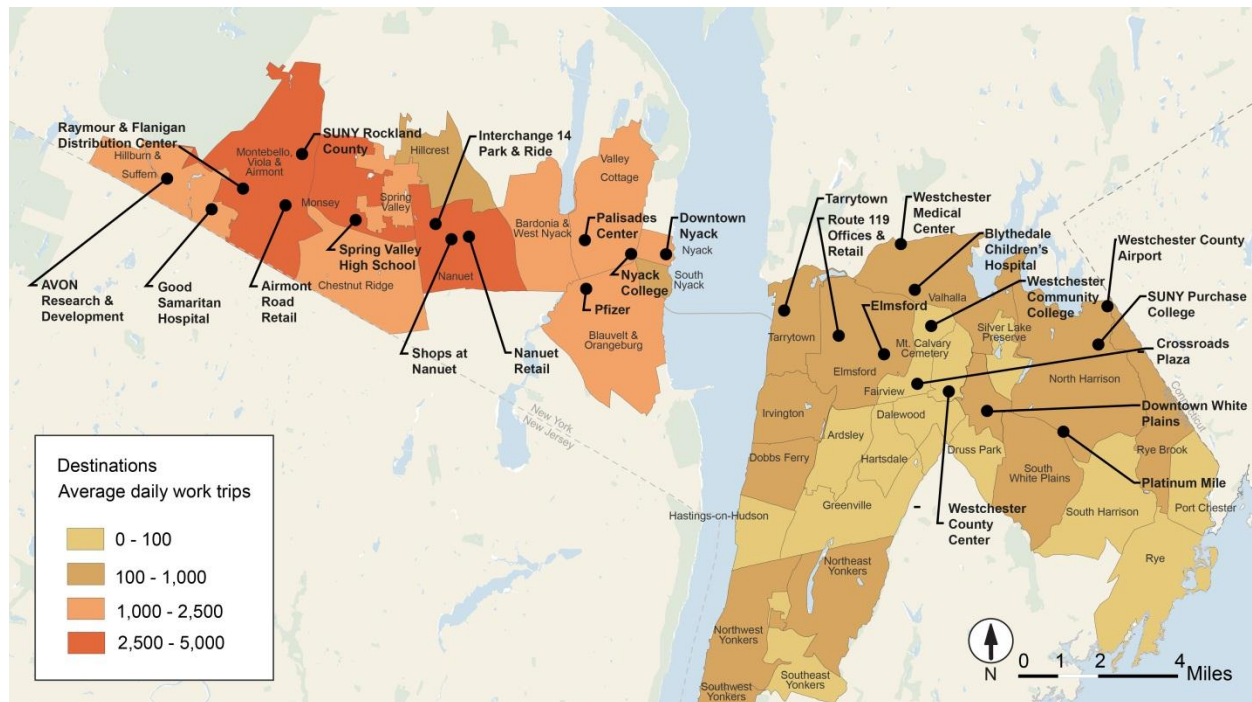 Raymour & Flanigan
Distribution Center
Hillburn &
Suffern
Montebello,
Viola &
Airmont
SUNY Rockland
County
Hillcrest
Interchange 14
Park & Ride
Valley
Cottage
Monsey
Spring
Valley
Bardonia &
West Nyack
Palisades
Center
Downtown
Nyack
Nyack
AVON
Research &
Development
Good
Samaritan
Hospital
Airmont
Road
Retail
Spring Valley
High School
Chestnut Ridge
Nanuet
Nyack
College
South
Nyack
Pfizer
Blauvelt &
Orangeburg
Shops at
Nanuet
Nanuet
Retail
New York
New Jersey
Tarrytown
Route 119
Offices &
Retail
Westchester
Medical
Center
Blythedale
Children's
Hospital
Westchester County
Airport
Valhalla
Westchester
Community
College
SUNY Purchase
College
Elmsford
Silver Lake
Preserve
Crossroads
Plaza
Tarrytown
Mt. Calvary
Cemetery
Elmsford
North Harrison
Connecticut
Fairview
Irvington
Dalewood
Downtown White
Plains
Ardsley
Druss Park
Dobbs Ferry
Hartsdale
South
White Plains
Rye Brook
Platinum Mile
Greenville
Hastings-on-Hudson
Westchester
County
Center
South Harrison
Port Chester
Rye
Northeast
Yonkers
Northwest
Yonkers
Southeast
Yonkers
Southwest
Yonkers
Destinations
Average daily work trips
0 - 100
100 - 1,000
1,000 - 2,500
2,500 - 5,000
N
0 1 2 4
Miles